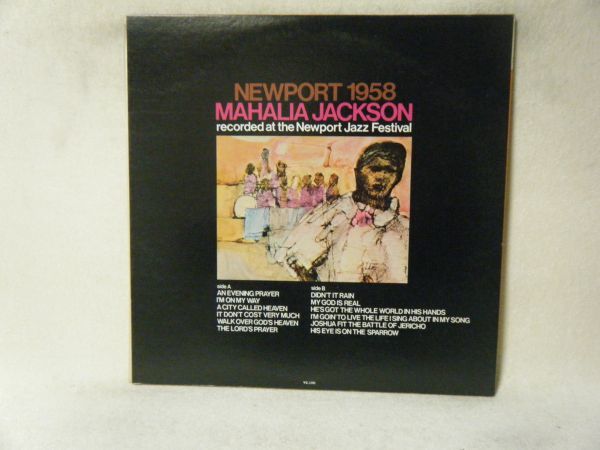 NEWPORT 1958
MAHALIA JACKSON
recorded at the Newport Jazz Festival
side A
AN EVENING PRAYER
I'M ON MY WAY
A CITY CALLED HEAVEN
IT DON'T COST VERY MUCH
WALK OVER GOD'S HEAVEN
THE LORD'S PRAYER
side B
DIDN'T IT RAIN
MY GOD IS REAL
HE'S GOT THE WHOLE WORLD IN HIS HANDS
I'M GOIN' TO LIVE THE LIFE I SING ABOUT IN MY SONG
JOSHUA FIT THE BATTLE OF JERICHO
HIS EYE IS ON THE SPARROW